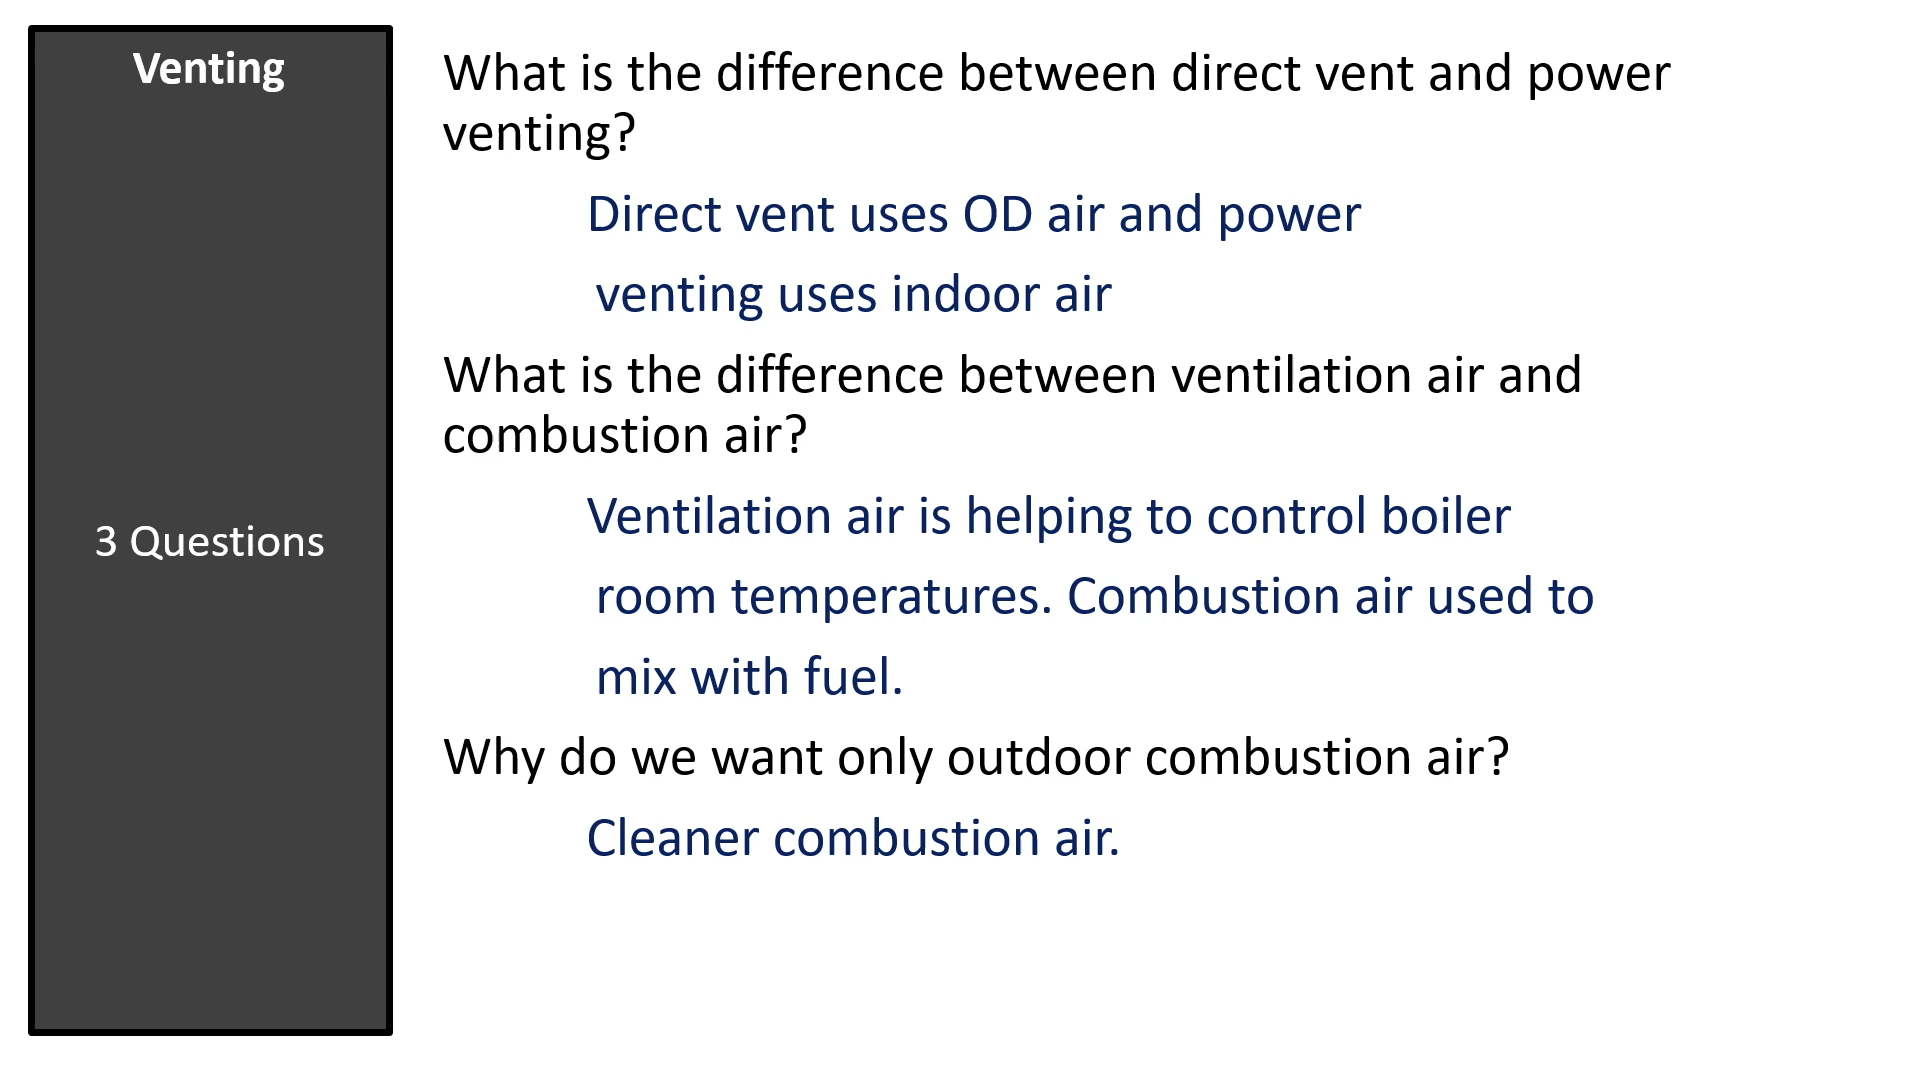 Venting
3 Questions
What is the difference between direct vent and power
venting?
Direct vent uses OD air and power
venting uses indoor air
What is the difference between ventilation air and
combustion air?
Ventilation air is helping to control boiler
room temperatures. Combustion air used to
mix with fuel.
Why do we want only outdoor combustion air?
Cleaner combustion air.